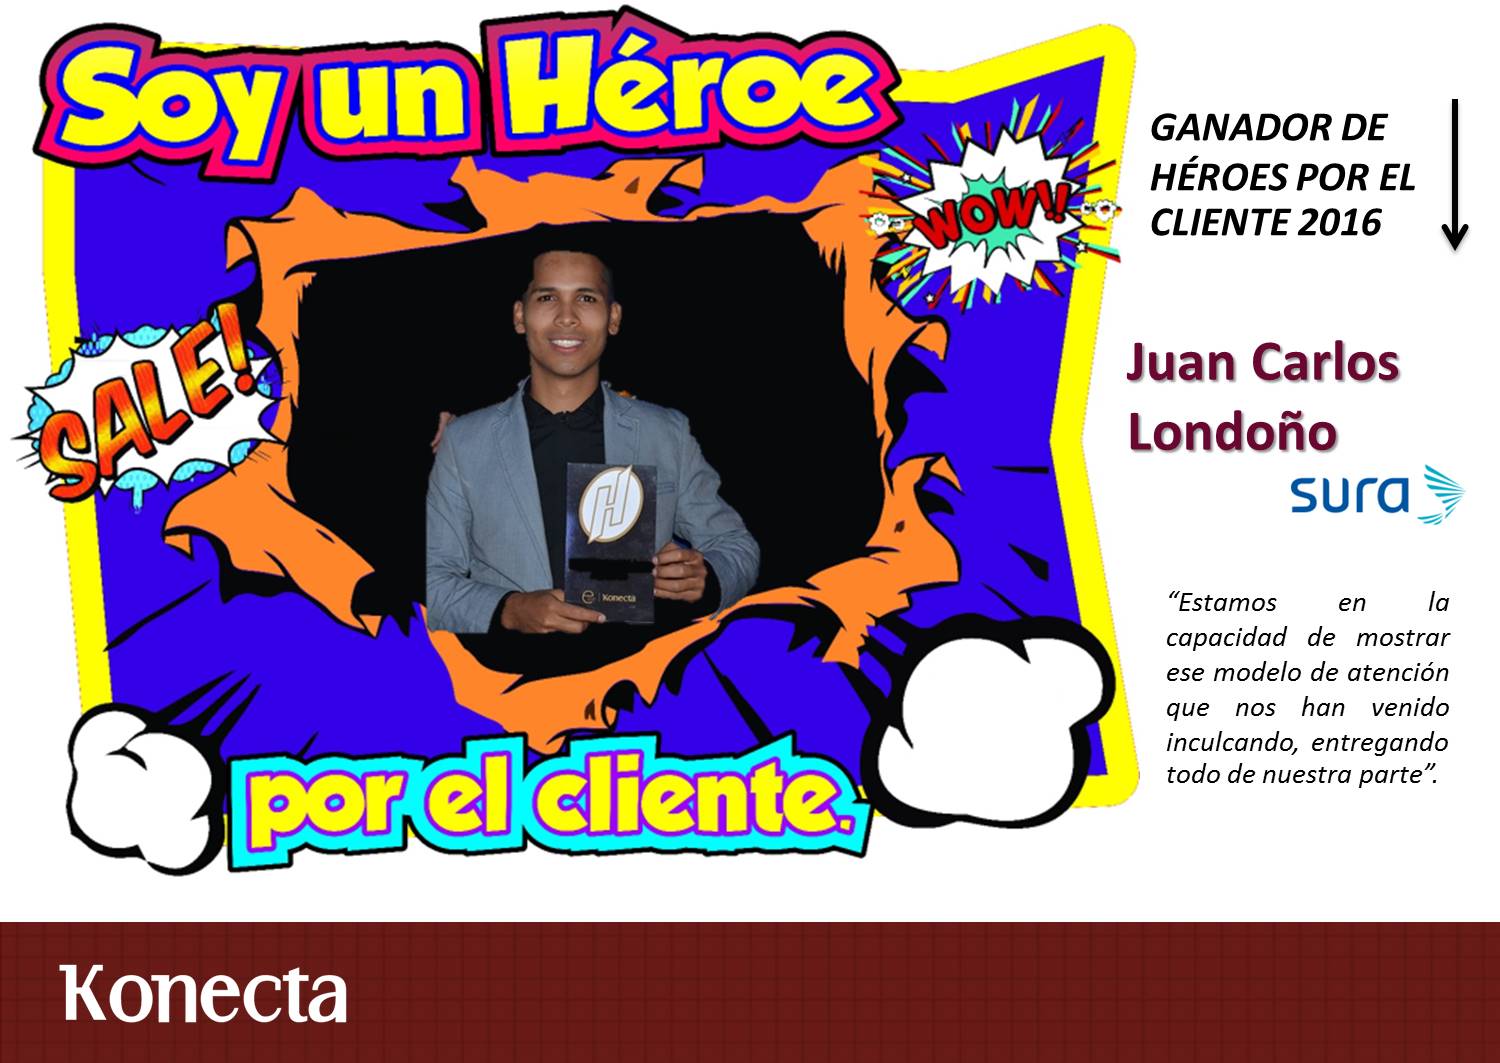 Soy un Héroe
WOW!!
SALE!
H
e | Konecta
por el cliente.
GANADOR DE
HÉROES POR EL
CLIENTE 2016
Juan Carlos
Londoño
sura
“Estamos en la
capacidad de mostrar
ese modelo de atención
que nos han venido
inculcando, entregando
todo de nuestra parte”.
Konecta